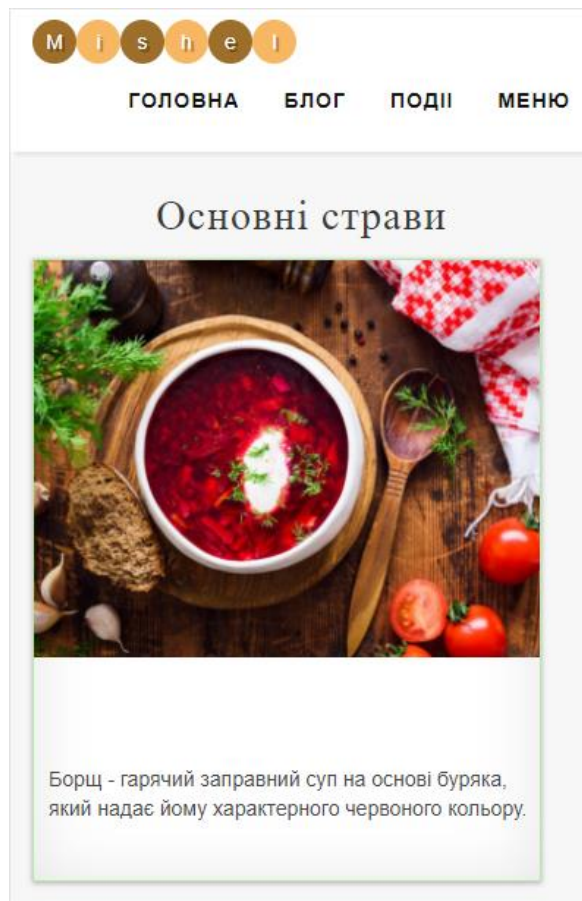 Mishel
ГОЛОВНА БЛОГ ПОДІЇ МЕНЮ
Основні страви
Борщ - гарячий заправний суп на основі буряка,
який надає йому характерного червоного кольору.